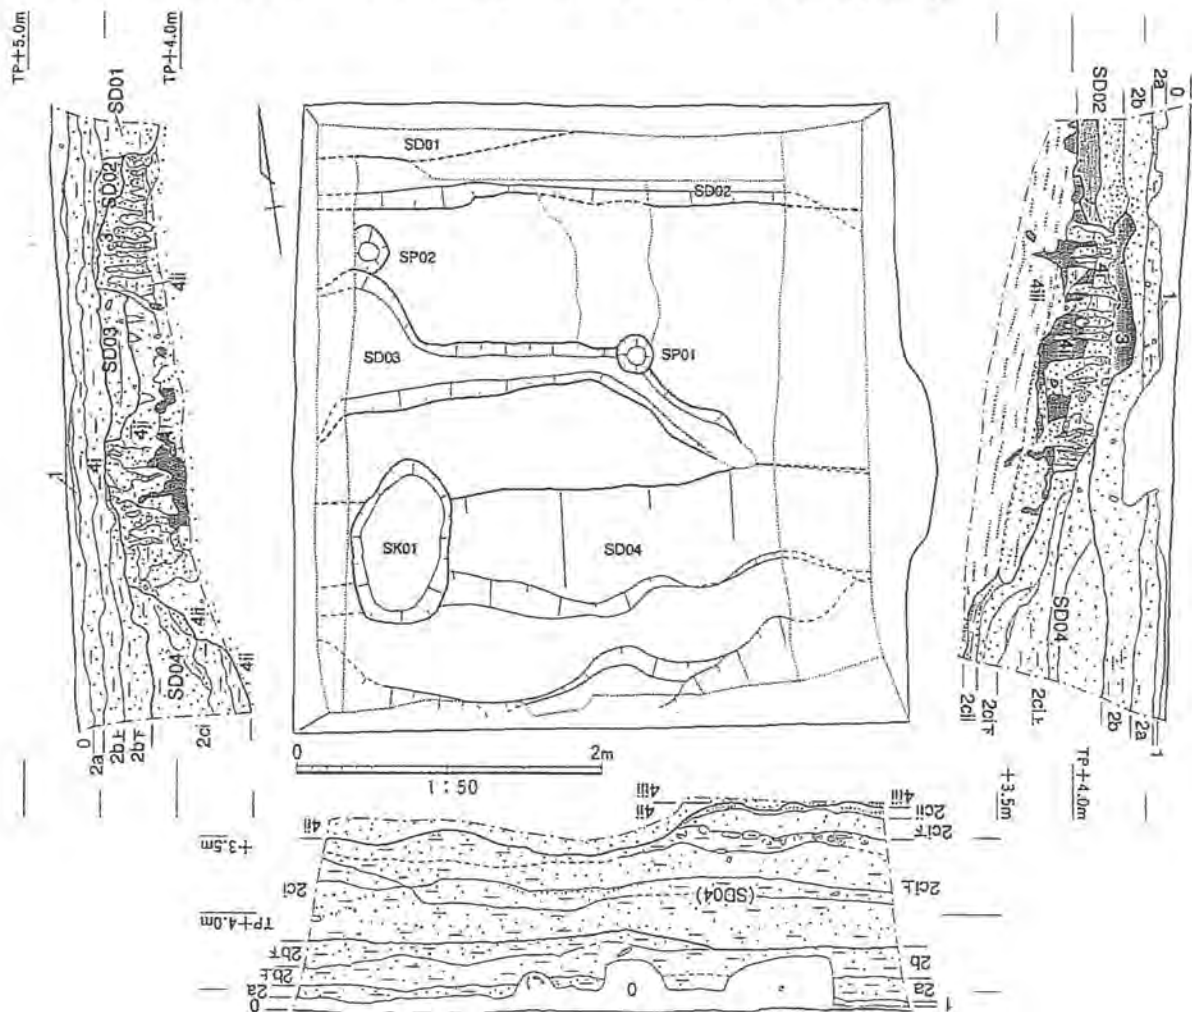 TP+5.0m
TP+4.0m
SD01
SD02
3
4ii
SD03
4i
4ii
1
4ii
4ii
SD04
0
2a
2b上
2b下
2ci
SD01
SD02
SP02
SD03
SP01
SK01
SD04
0
2m
1:50
0
2a
2b
SD02
1
4i
3
4ii
4iii
SD04
2cii
2ci下
2ci上
2b
2a
1
+3.5m
TP+4.0m
4ii
+3.5m
2ci
TP+4.0m
2b下
2b上
2a
0
4iii
4ii
4iii
2cii
2ci下
2ci上
(SD04)
2b
2a
1
0